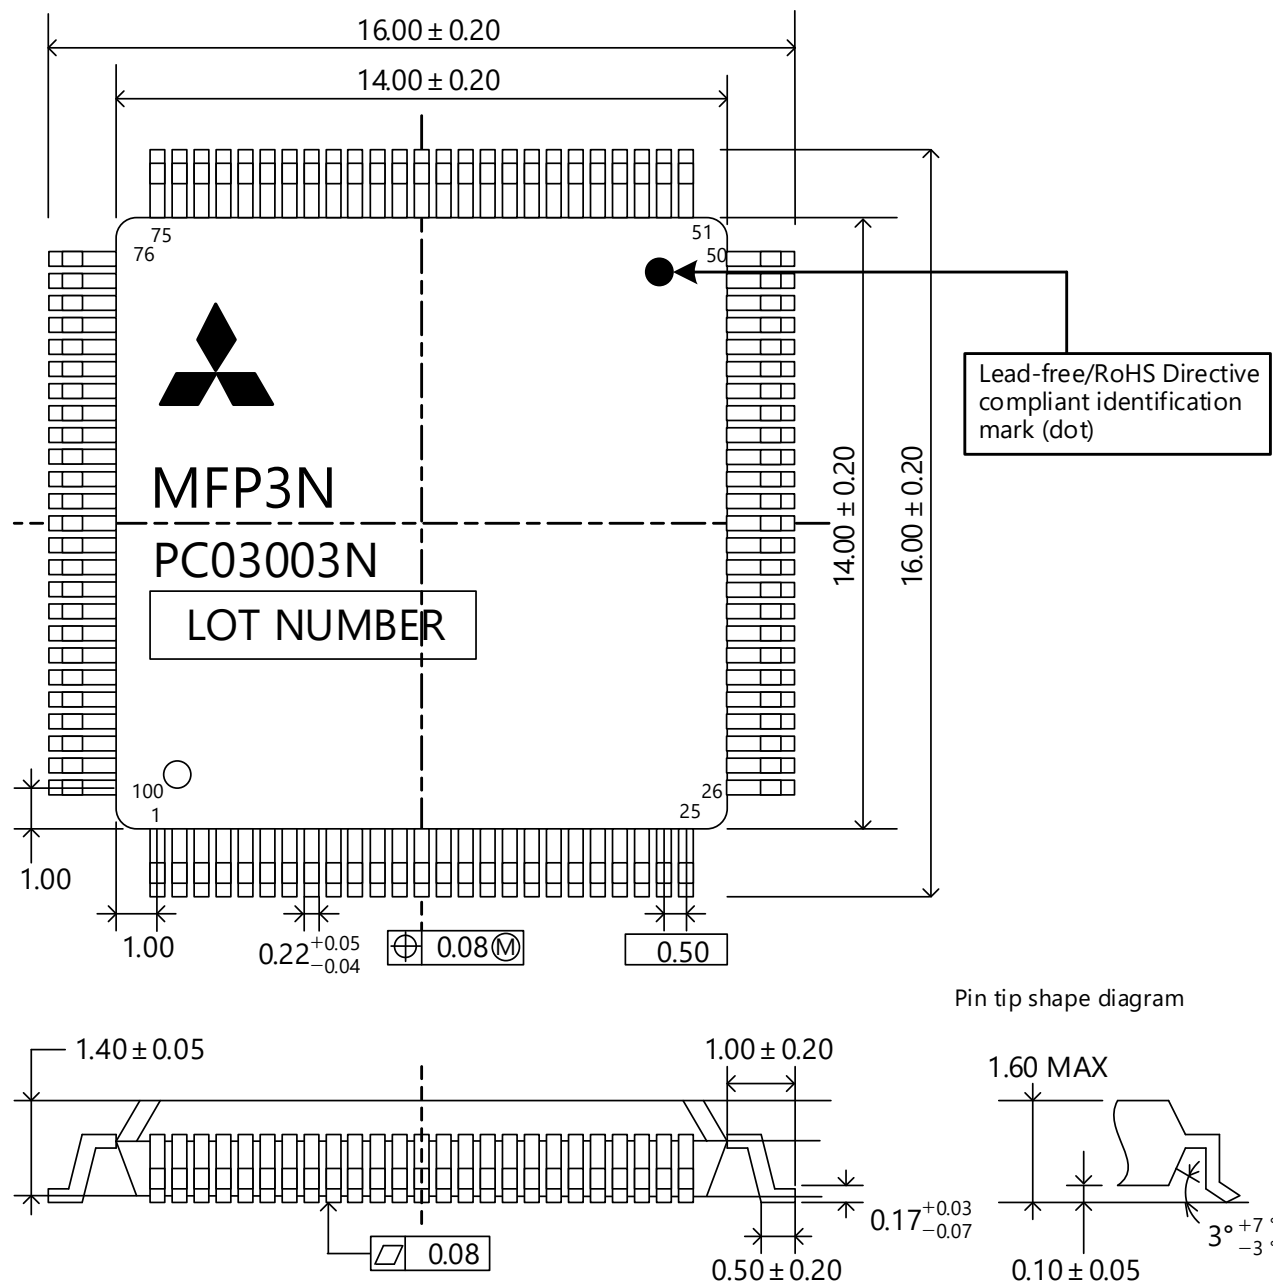 16.00 ± 0.20
14.00 ± 0.20
75
51
76
50
Lead-free/RoHS Directive
compliant identification
mark (dot)
14.00 ± 0.20
16.00 ± 0.20
MFP3N
PC03003N
LOT NUMBER
100
26
1
25
1.00
1.00
0.22 +0.05 −0.04
0.08 Ⓜ
0.50
Pin tip shape diagram
1.40 ± 0.05
1.00 ± 0.20
1.60 MAX
0.17 +0.03 −0.07
3° +7° −3°
0.08
0.50 ± 0.20
0.10 ± 0.05